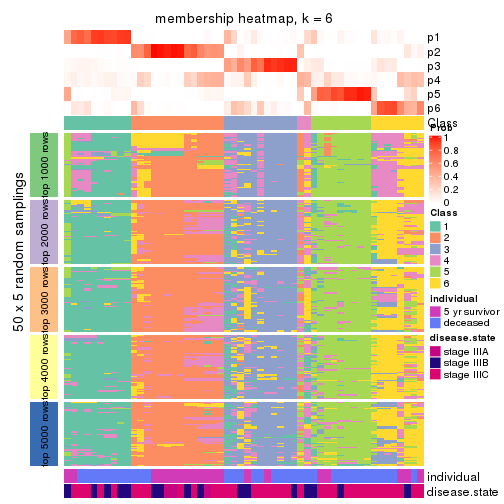 membership heatmap, k = 6
p1
p2
p3
p4
p5
p6
Class
Prob
1
0.8
0.6
0.4
0.2
0
Class
1
2
3
4
5
6
individual
5 yr survivor
deceased
disease.state
stage IIIA
stage IIIB
stage IIIC
50 x 5 random samplings
top 1000 rows
top 2000 rows
top 3000 rows
top 4000 rows
top 5000 rows
individual
disease.state